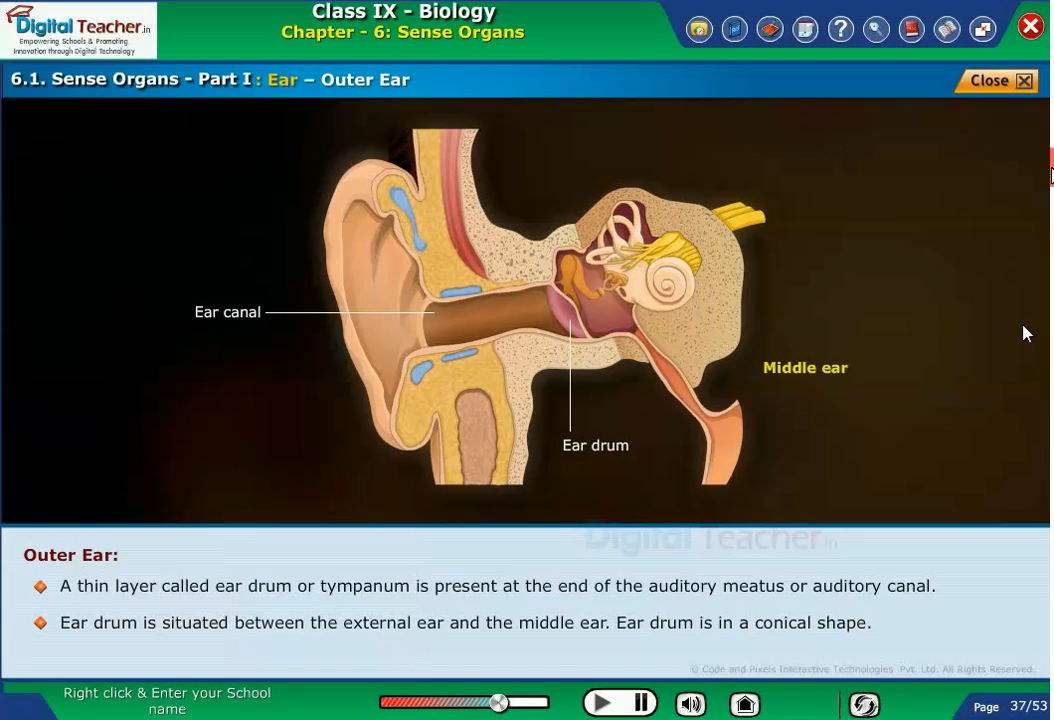 Digital Teacher.in
Empowering Schools & Promoting
Innovation through Digital Technology
Class IX - Biology
Chapter - 6: Sense Organs
6.1. Sense Organs - Part I : Ear – Outer Ear
Close
Ear canal
Middle ear
Ear drum
Digital Teacher.in
Outer Ear:
A thin layer called ear drum or tympanum is present at the end of the auditory meatus or auditory canal.
Ear drum is situated between the external ear and the middle ear. Ear drum is in a conical shape.
© Code and Pixels Interactive Technologies Pvt. Ltd. All Rights Reserved.
Right click & Enter your School
name
Page 37/53